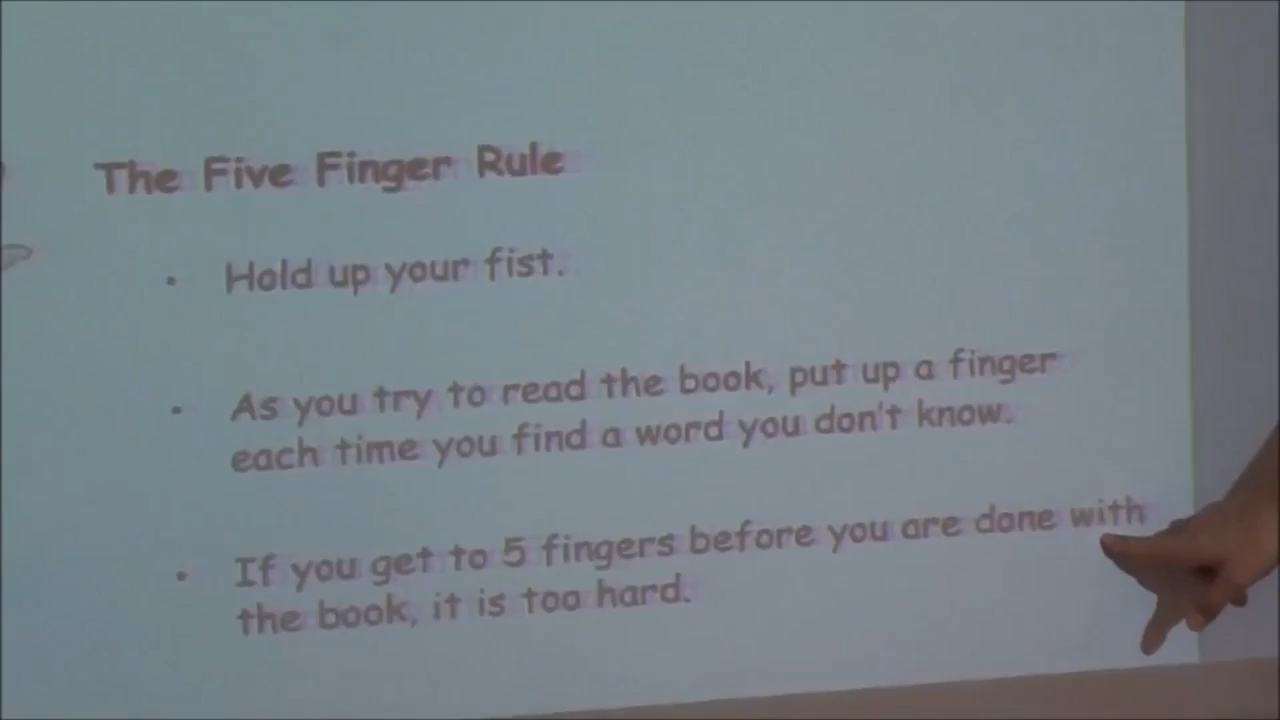 The Five Finger Rule
• Hold up your fist.
• As you try to read the book, put up a finger
each time you find a word you don't know.
• If you get to 5 fingers before you are done with
the book, it is too hard.